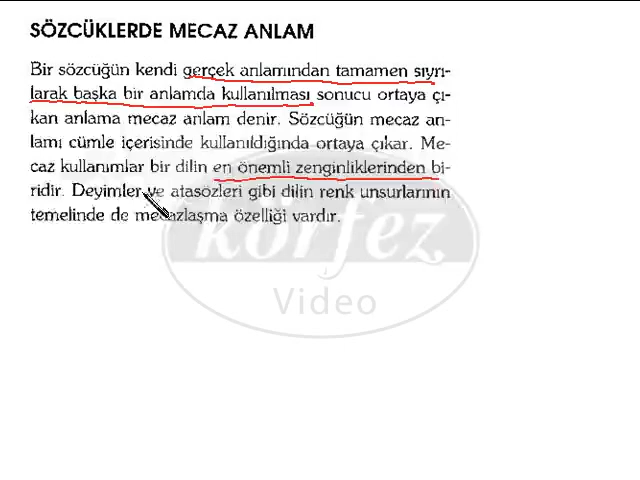 SÖZCÜKLERDE MECAZ ANLAM
Bir sözcüğün kendi gerçek anlamından tamamen sıyrı-
larak başka bir anlamda kullanılması sonucu ortaya çı-
kan anlama mecaz anlam denir. Sözcüğün mecaz an-
lamı cümle içerisinde kullanıldığında ortaya çıkar. Me-
caz kullanımlar bir dilin en önemli zenginliklerinden bi-
ridir. Deyimler ve atasözleri gibi dilin renk unsurlarının
temelinde de mecazlaşma özelliği vardır.
körfez
Video